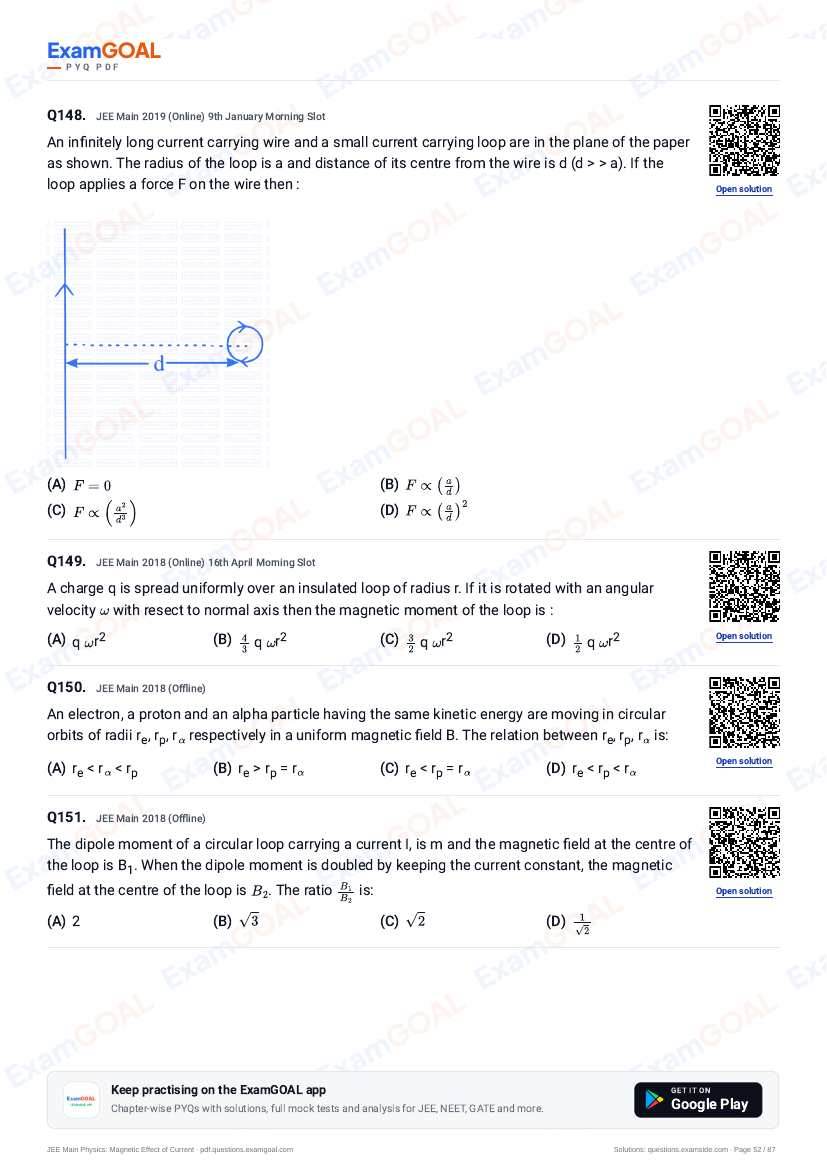 ExamGOAL
PYQ PDF
Q148. JEE Main 2019 (Online) 9th January Morning Slot
An infinitely long current carrying wire and a small current carrying loop are in the plane of the paper
as shown. The radius of the loop is a and distance of its centre from the wire is d (d > > a). If the
loop applies a force F on the wire then :
Open solution
d
(A) F = 0
(B) F ∝ (a/d)
(C) F ∝ (a²/d³)
(D) F ∝ (a/d)²
Q149. JEE Main 2018 (Online) 16th April Morning Slot
A charge q is spread uniformly over an insulated loop of radius r. If it is rotated with an angular
velocity ω with resect to normal axis then the magnetic moment of the loop is :
(A) q ωr² (B) 4/3 q ωr² (C) 3/2 q ωr² (D) 1/2 q ωr²
Open solution
Q150. JEE Main 2018 (Offline)
An electron, a proton and an alpha particle having the same kinetic energy are moving in circular
orbits of radii rₑ, rₚ, r_α respectively in a uniform magnetic field B. The relation between rₑ, rₚ, r_α is:
(A) rₑ < r_α < rₚ (B) rₑ > rₚ = r_α (C) rₑ < rₚ = r_α (D) rₑ < rₚ < r_α
Open solution
Q151. JEE Main 2018 (Offline)
The dipole moment of a circular loop carrying a current I, is m and the magnetic field at the centre of
the loop is B₁. When the dipole moment is doubled by keeping the current constant, the magnetic
field at the centre of the loop is B₂. The ratio B₁/B₂ is:
(A) 2 (B) √3 (C) √2 (D) 1/√2
Open solution
Keep practising on the ExamGOAL app
Chapter-wise PYQs with solutions, full mock tests and analysis for JEE, NEET, GATE and more.
GET IT ON
Google Play
JEE Main Physics: Magnetic Effect of Current · pdf.questions.examgoal.com
Solutions: questions.examside.com · Page 52 / 87